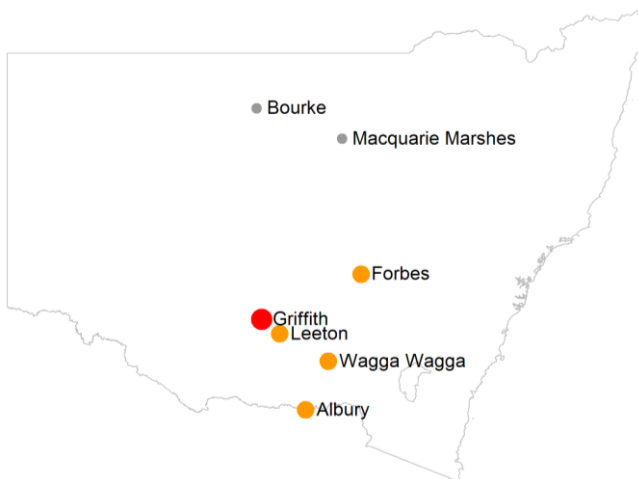 Bourke
Macquarie Marshes
Forbes
Griffith
Leeton
Wagga Wagga
Albury